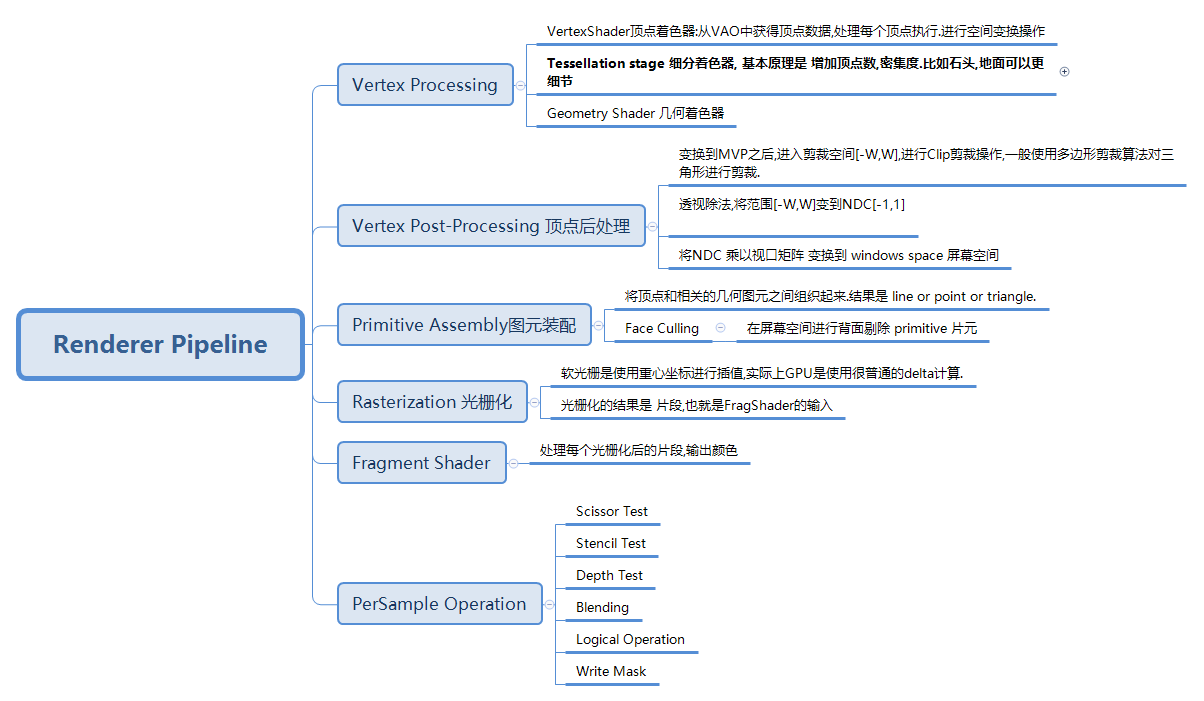 Renderer Pipeline
Vertex Processing
VertexShader顶点着色器:从VAO中获得顶点数据,处理每个顶点执行.进行空间变换操作
Tessellation stage 细分着色器, 基本原理是 增加顶点数,密集度.比如石头,地面可以更
细节
Geometry Shader 几何着色器
Vertex Post-Processing 顶点后处理
变换到MVP之后,进入剪裁空间[-W,W],进行Clip剪裁操作,一般使用多边形剪裁算法对三
角形进行剪裁.
透视除法,将范围[-W,W]变到NDC[-1,1]
将NDC 乘以视口矩阵 变换到 windows space 屏幕空间
Primitive Assembly图元装配
将顶点和相关的几何图元之间组织起来.结果是 line or point or triangle.
Face Culling
在屏幕空间进行背面剔除 primitive 片元
Rasterization 光栅化
软光栅是使用重心坐标进行插值,实际上GPU是使用很普通的delta计算.
光栅化的结果是 片段,也就是FragShader的输入
Fragment Shader
处理每个光栅化后的片段,输出颜色
PerSample Operation
Scissor Test
Stencil Test
Depth Test
Blending
Logical Operation
Write Mask